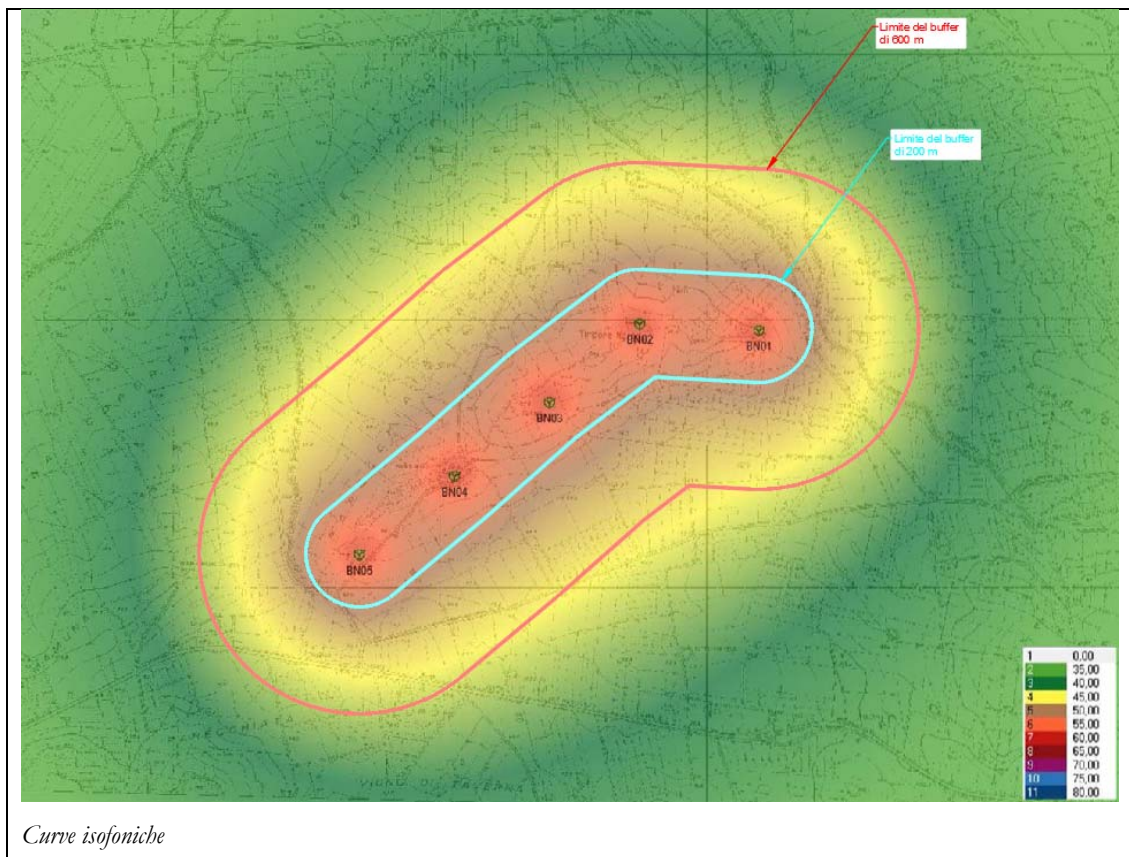 Limite del buffer
di 600 m
Limite del buffer
di 200 m
BN02
BN01
BN03
BN04
BN05
1 0,00
2 35,00
3 40,00
4 45,00
5 50,00
6 55,00
7 60,00
8 65,00
9 70,00
10 75,00
11 80,00
Curve isofoniche